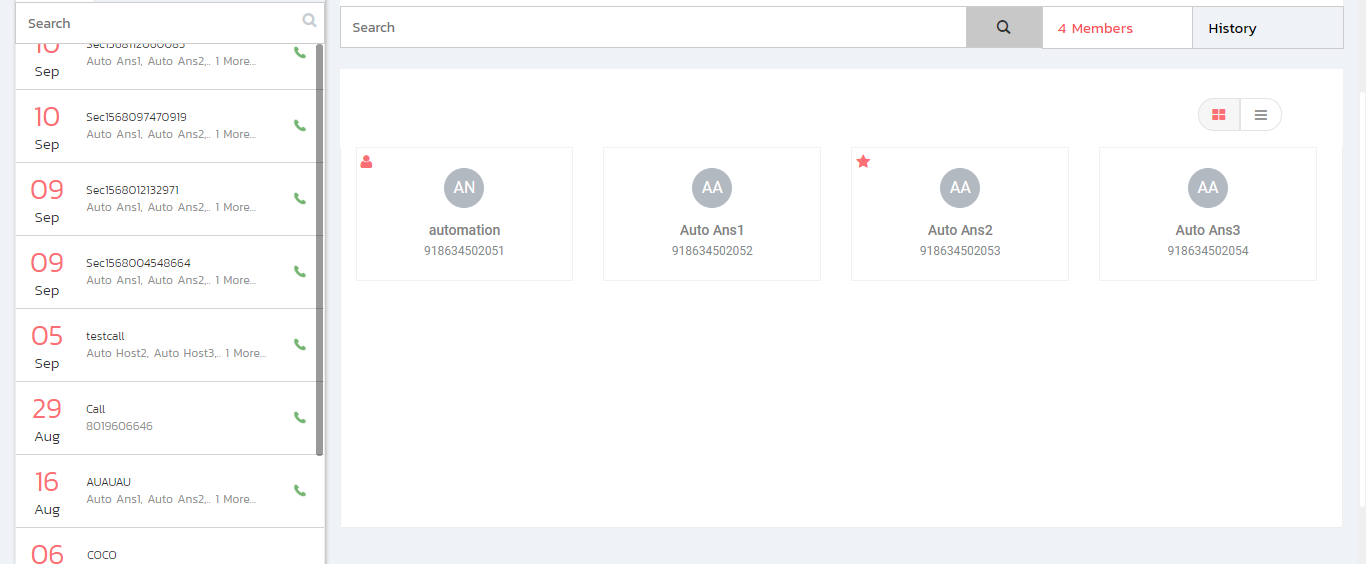 Search
10
Sep
Sec1568112060085
Auto Ans1, Auto Ans2,.. 1 More...
10
Sep
Sec1568097470919
Auto Ans1, Auto Ans2,.. 1 More...
09
Sep
Sec1568012132971
Auto Ans1, Auto Ans2,.. 1 More...
09
Sep
Sec1568004548664
Auto Ans1, Auto Ans2,.. 1 More...
05
Sep
testcall
Auto Host2, Auto Host3,.. 1 More...
29
Aug
Call
8019606646
16
Aug
AUAUAU
Auto Ans1, Auto Ans2,.. 1 More...
06
COCO
Search
4 Members
History
AN
automation
918634502051
AA
Auto Ans1
918634502052
AA
Auto Ans2
918634502053
AA
Auto Ans3
918634502054